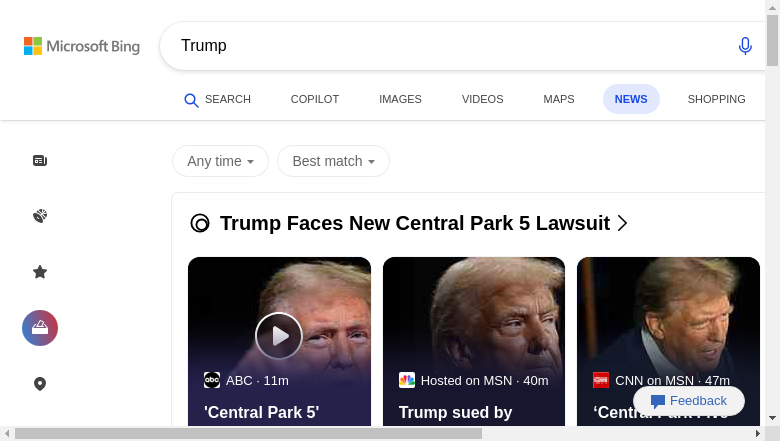 Microsoft Bing
Trump
SEARCH
COPILOT
IMAGES
VIDEOS
MAPS
NEWS
SHOPPING
Any time
Best match
Trump Faces New Central Park 5 Lawsuit
abc ABC · 11m
'Central Park 5'
Hosted on MSN · 40m
Trump sued by
CNN on MSN · 47m
‘Central Park Five
Feedback